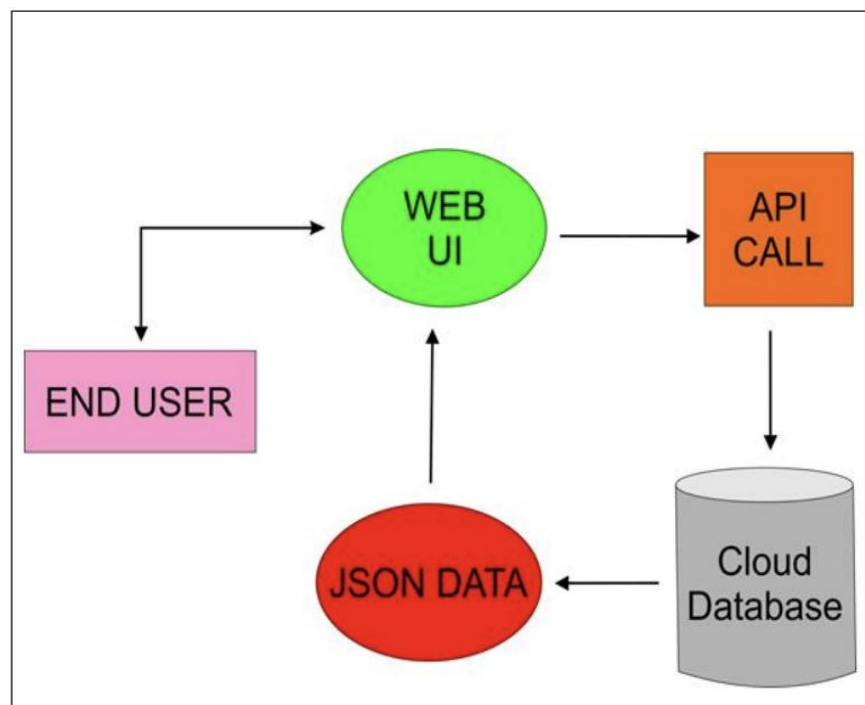 WEB
UI
API
CALL
END USER
JSON DATA
Cloud
Database